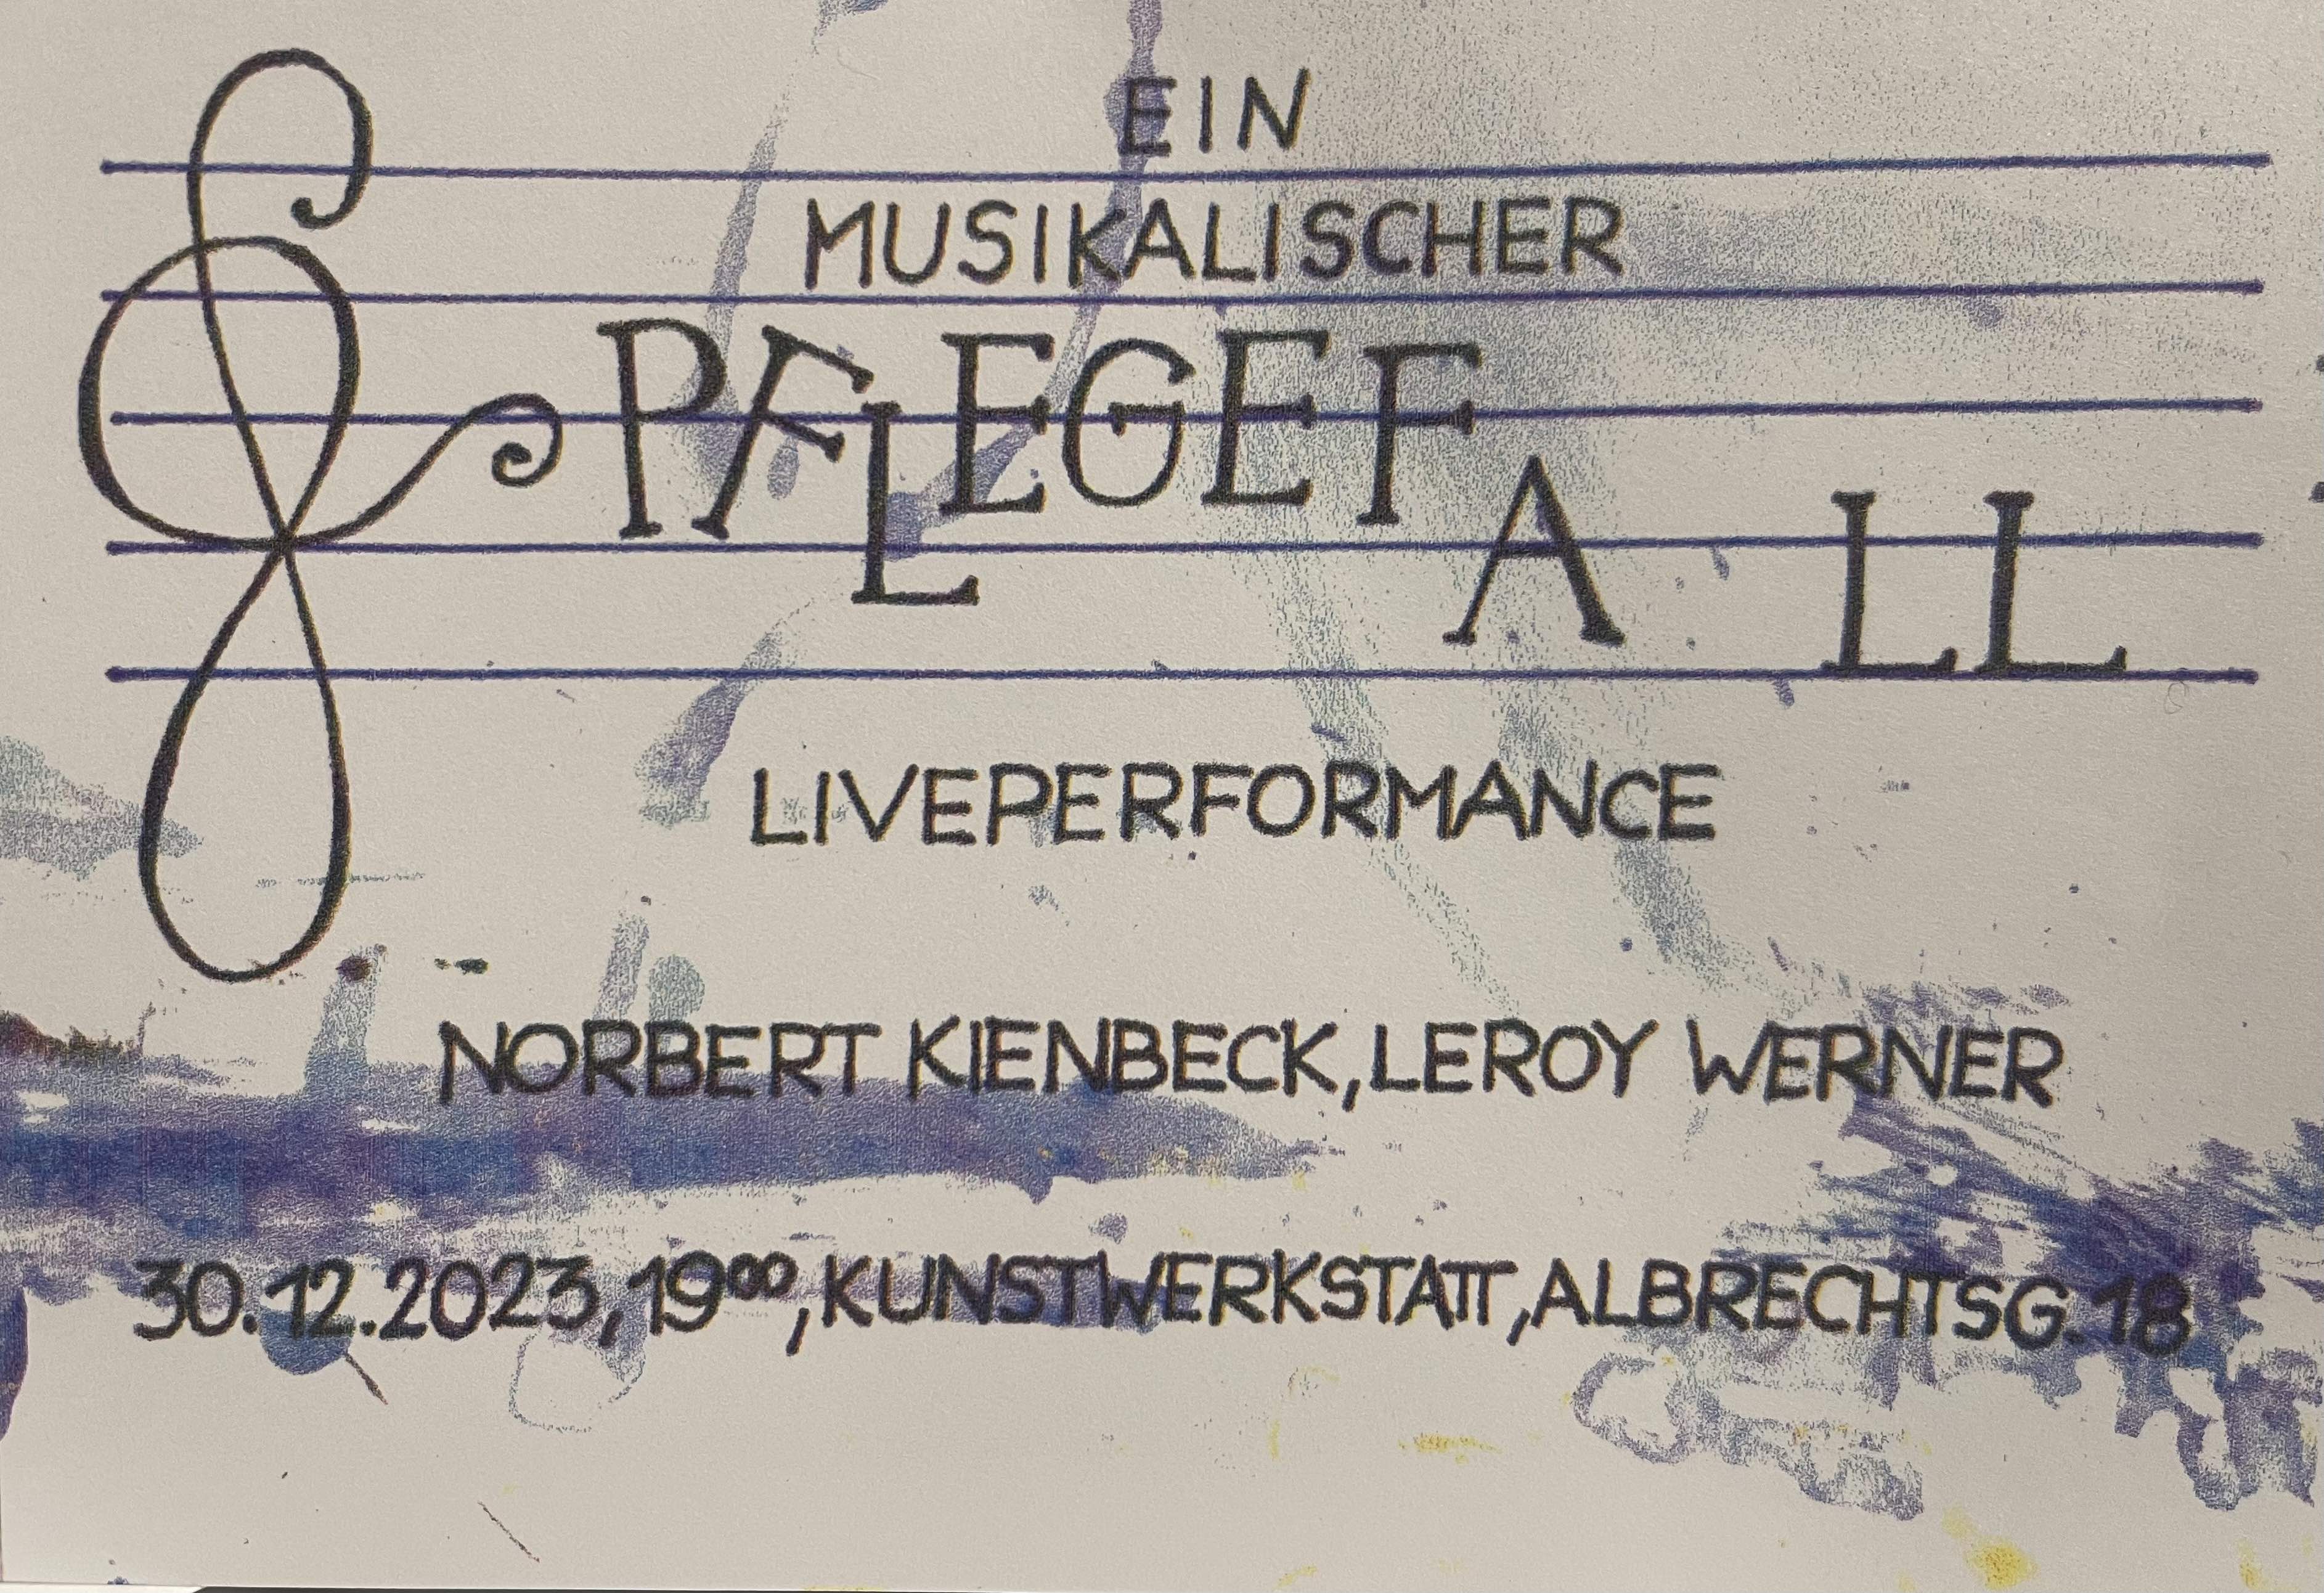 EIN
MUSIKALISCHER
PFLEGEFALL
LIVEPERFORMANCE
NORBERT KIENBECK, LEROY WERNER
30.12.2023, 19⁰⁰, KUNSTWERKSTATT, ALBRECHTSG. 18